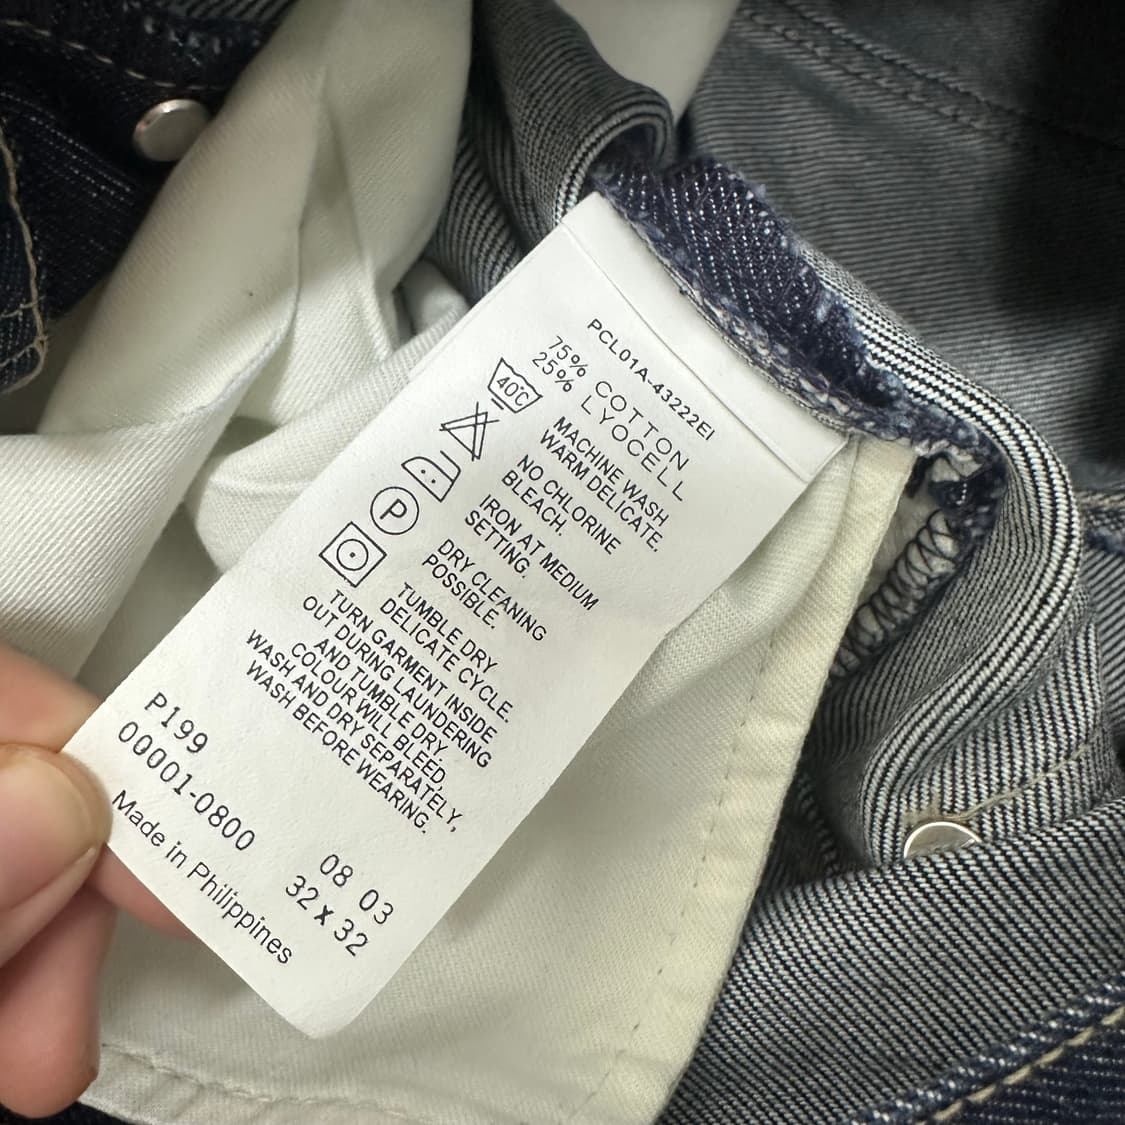 PCL01A-43222EI
75% COTTON
25% LYOCELL
40°C
MACHINE WASH
WARM DELICATE.
NO CHLORINE
BLEACH.
IRON AT MEDIUM
SETTING.
P
DRY CLEANING
POSSIBLE.
TUMBLE DRY
DELICATE CYCLE.
TURN GARMENT INSIDE
OUT DURING LAUNDERING
AND TUMBLE DRY.
COLOUR WILL BLEED,
WASH AND DRY SEPARATELY,
WASH BEFORE WEARING.
P199
00001-0800
08 03
32 X 32
Made in Philippines